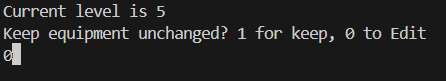 Current level is 5
Keep equipment unchanged? 1 for keep, 0 to Edit
0